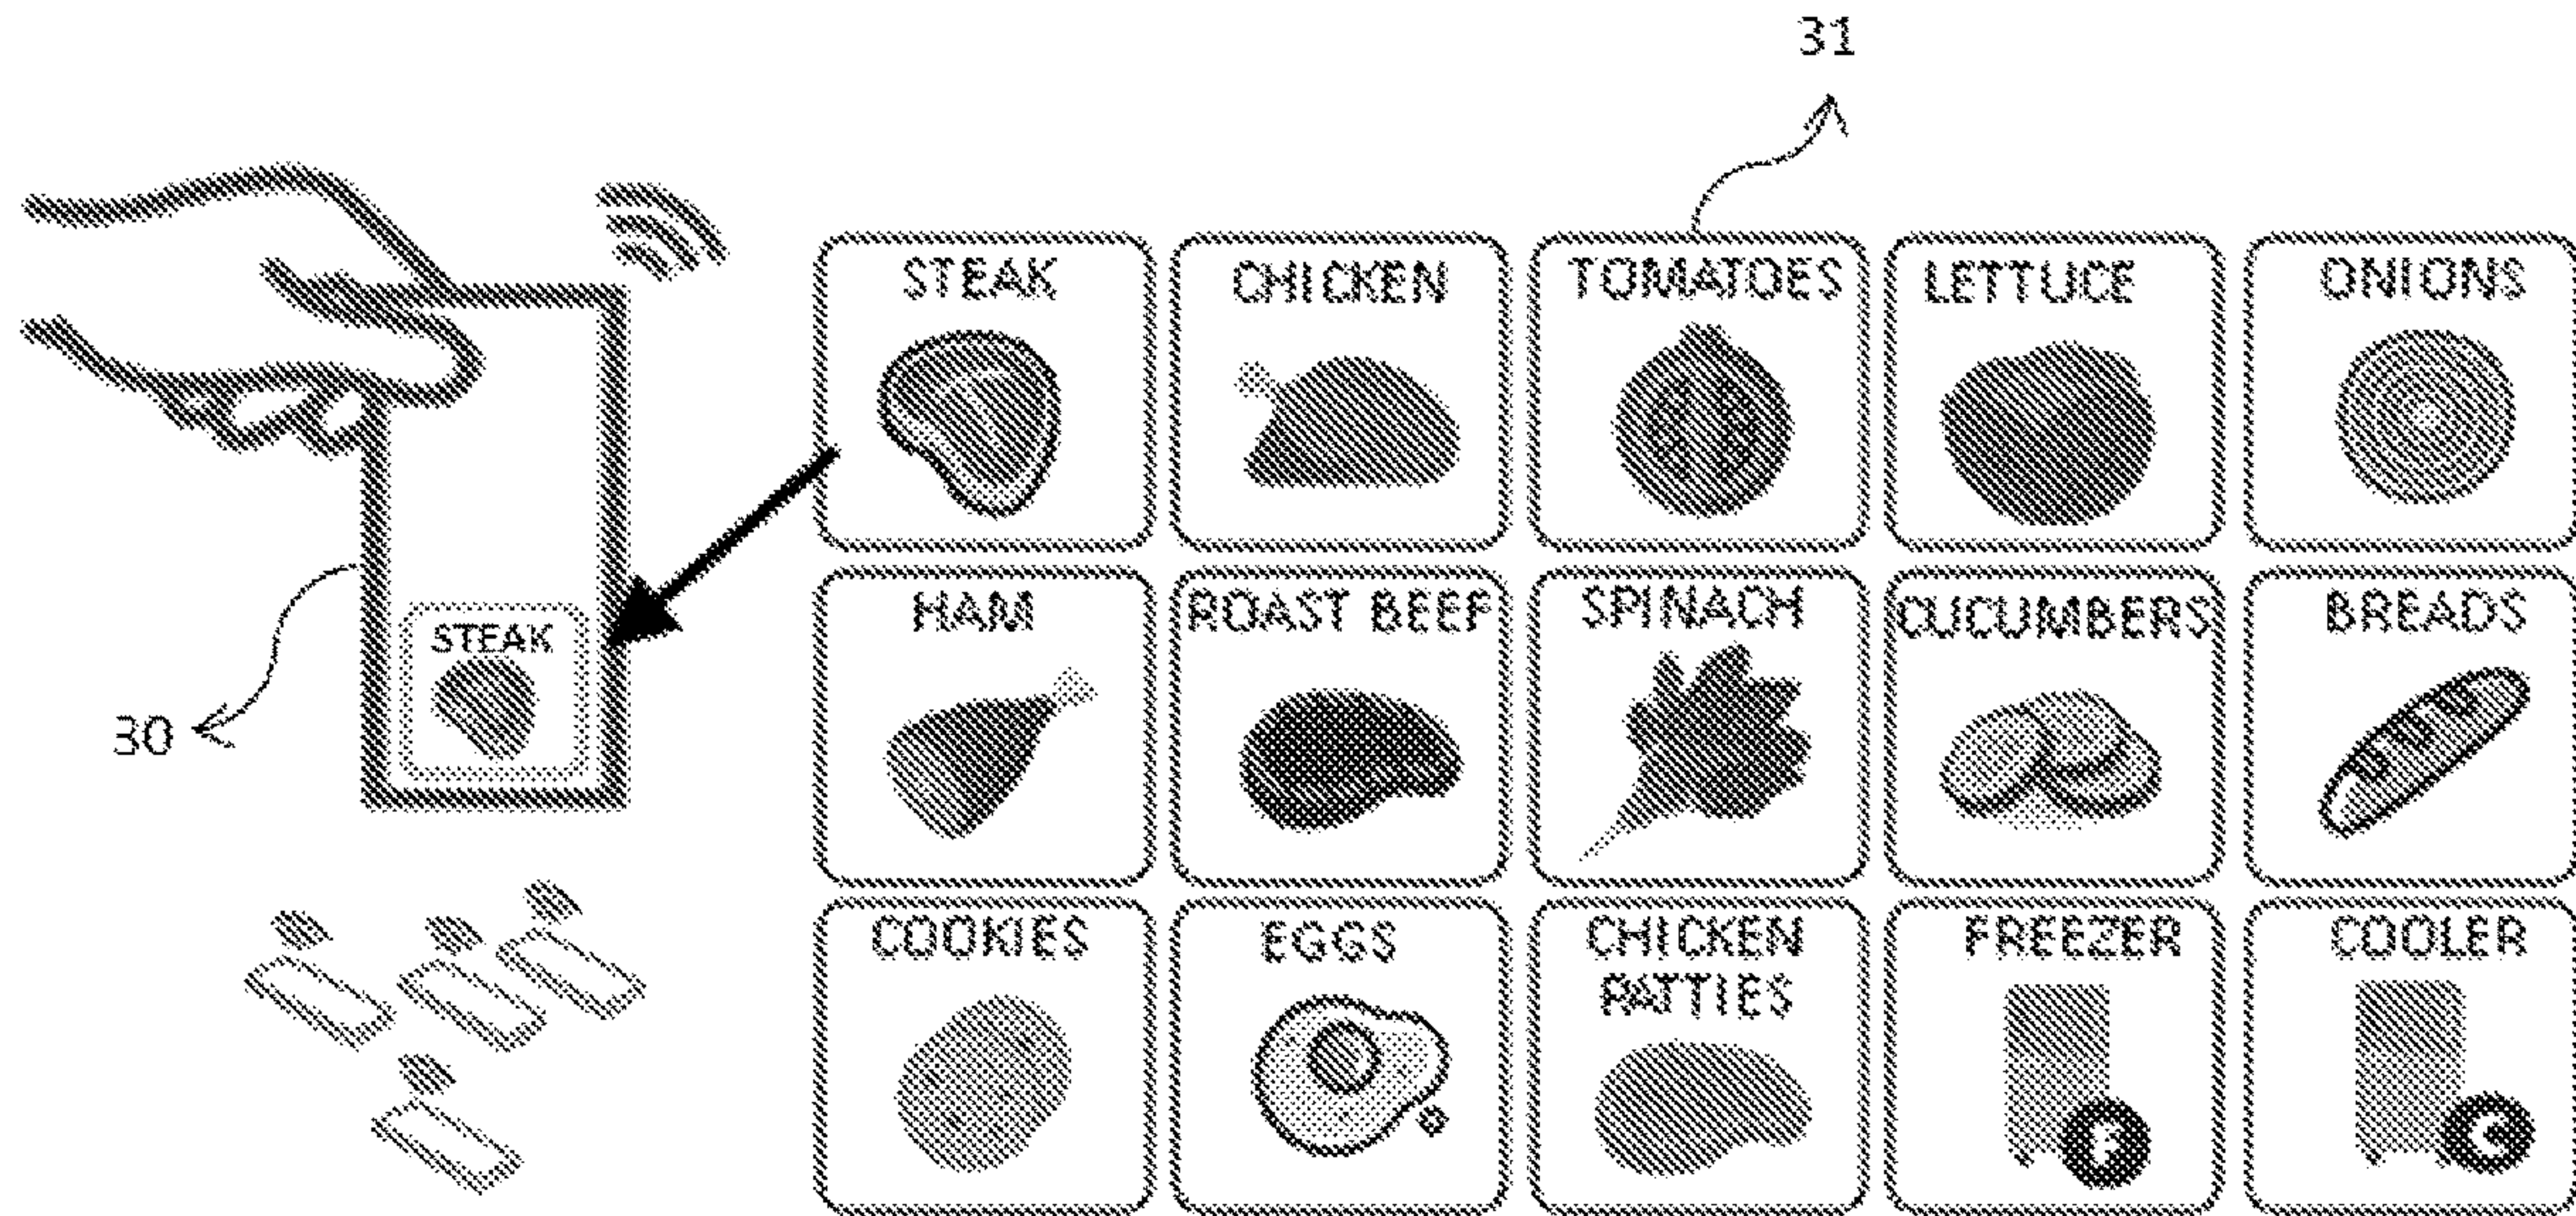 31
STEAK
CHICKEN
TOMATOES
LETTUCE
ONIONS
HAM
ROAST BEEF
SPINACH
CUCUMBERS
BREADS
STEAK
30
COOKIES
EGGS
CHICKEN
PATTIES
FREEZER
COOLER
F
C